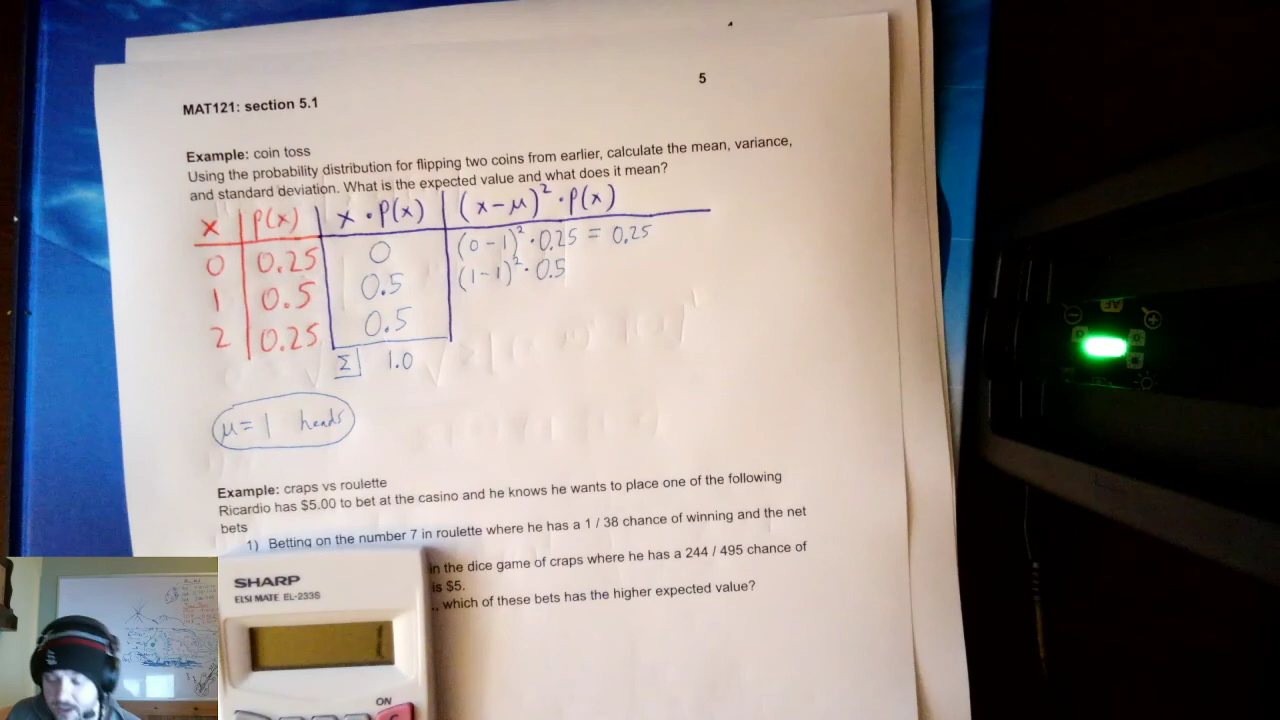 5
MAT121: section 5.1
Example: coin toss
Using the probability distribution for flipping two coins from earlier, calculate the mean, variance,
and standard deviation. What is the expected value and what does it mean?
x | P(x) | x • P(x) | (x-μ)² • P(x)
0 | 0.25 | 0 | (0-1)² • 0.25 = 0.25
1 | 0.5 | 0.5 | (1-1)² • 0.5
2 | 0.25 | 0.5
Σ 1.0
μ = 1 heads
Example: craps vs roulette
Ricardio has $5.00 to bet at the casino and he knows he wants to place one of the following
bets
1) Betting on the number 7 in roulette where he has a 1 / 38 chance of winning and the net
in the dice game of craps where he has a 244 / 495 chance of
is $5.
, which of these bets has the higher expected value?
SHARP
ELSI MATE EL-233S
ON
C
AF